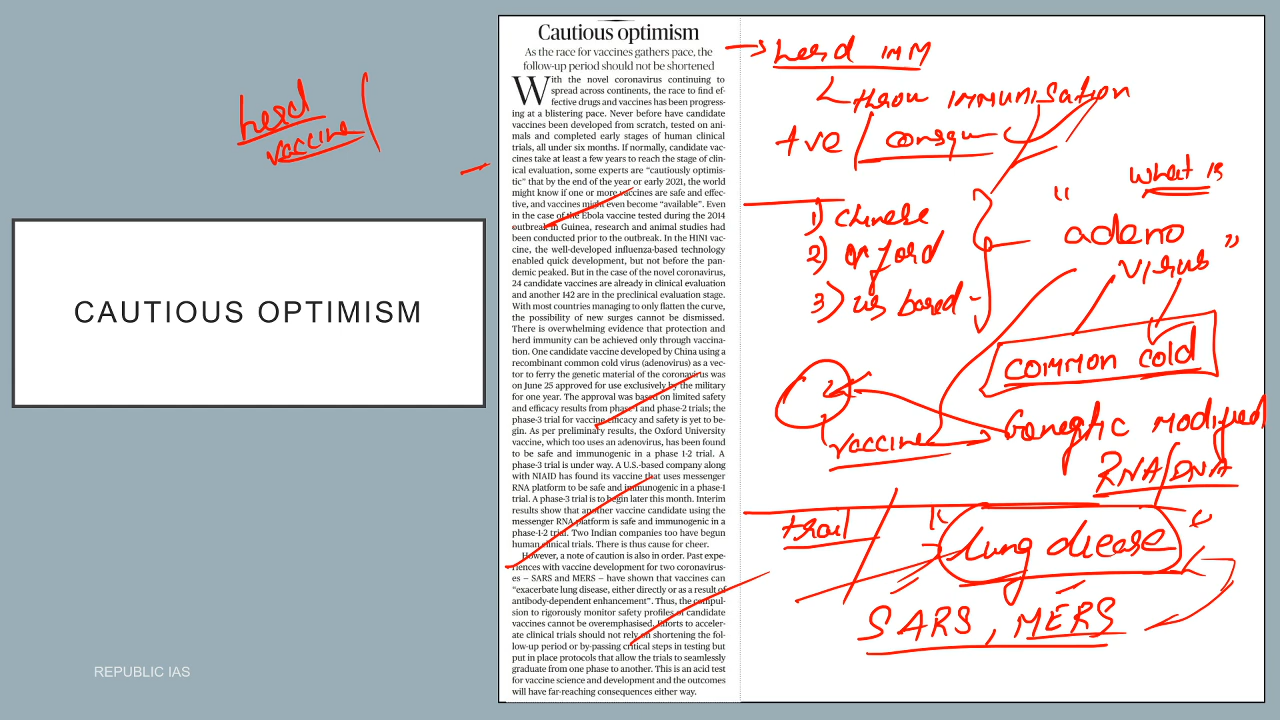 Cautious optimism
As the race for vaccines gathers pace, the
follow-up period should not be shortened
With the novel coronavirus continuing to
spread across continents, the race to find ef-
fective drugs and vaccines has been progress-
ing at a blistering pace. Never before have candidate
vaccines been developed from scratch, tested on ani-
mals and completed early stages of human clinical
trials, all under six months. If normally, candidate vac-
cines take at least a few years to reach the stage of clin-
ical evaluation, some experts are “cautiously optimis-
tic” that by the end of the year or early 2021, the world
might know if one or more vaccines are safe and effec-
tive, and vaccines might even become “available”. Even
in the case of the Ebola vaccine tested during the 2014
outbreak in Guinea, research and animal studies had
been conducted prior to the outbreak. In the H1N1 vac-
cine, the well-developed influenza-based technology
enabled quick development, but not before the pan-
demic peaked. But in the case of the novel coronavirus,
24 candidate vaccines are already in clinical evaluation
and another 142 are in the preclinical evaluation stage.
With most countries managing to only flatten the curve,
the possibility of new surges cannot be dismissed.
There is overwhelming evidence that protection and
herd immunity can be achieved only through vaccina-
tion. One candidate vaccine developed by China using a
recombinant common cold virus (adenovirus) as a vec-
tor to ferry the genetic material of the coronavirus was
on June 25 approved for use exclusively by the military
for one year. The approval was based on limited safety
and efficacy results from phase-1 and phase-2 trials; the
phase-3 trial for vaccine efficacy and safety is yet to be-
gin. As per preliminary results, the Oxford University
vaccine, which too uses an adenovirus, has been found
to be safe and immunogenic in a phase 1-2 trial. A
phase-3 trial is under way. A U.S.-based company along
with NIAID has found its vaccine that uses messenger
RNA platform to be safe and immunogenic in a phase-1
trial. A phase-3 trial is to begin later this month. Interim
results show that another vaccine candidate using the
messenger RNA platform is safe and immunogenic in a
phase-1-2 trial. Two Indian companies too have begun
human clinical trials. There is thus cause for cheer.
However, a note of caution is also in order. Past expe-
riences with vaccine development for two coronavirus-
es – SARS and MERS – have shown that vaccines can
“exacerbate lung disease, either directly or as a result of
antibody-dependent enhancement”. Thus, the compul-
sion to rigorously monitor safety profiles of candidate
vaccines cannot be overemphasised. Efforts to acceler-
ate clinical trials should not rely on shortening the fol-
low-up period or by-passing critical steps in testing but
put in place protocols that allow the trials to seamlessly
graduate from one phase to another. This is an acid test
for vaccine science and development and the outcomes
will have far-reaching consequences either way.
herd
vaccine
CAUTIOUS OPTIMISM
REPUBLIC IAS
herd IMM
IMMUNISation
+ve / consqu
What is
1) Chinese
2) Oxford
3) US based
" adeno
virus "
COMMON Cold
vaccine
Modified
RNA/DNA
trail
" lung diease "
SARS, MERS